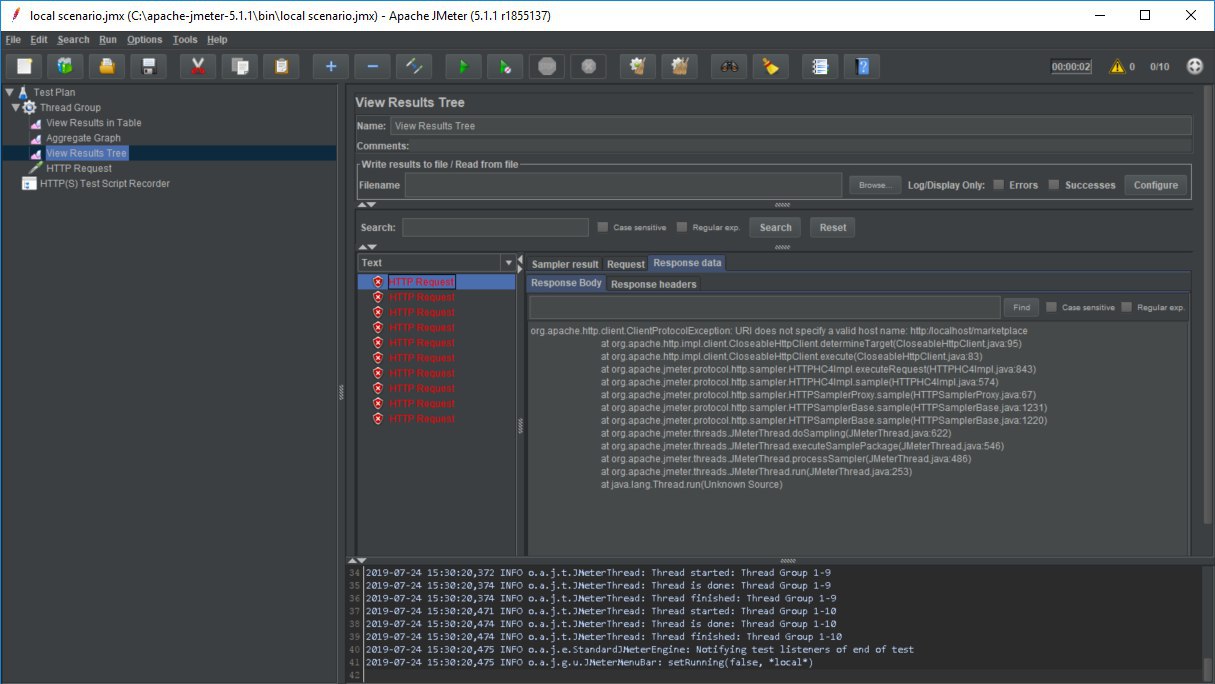 local scenario.jmx (C:\apache-jmeter-5.1.1\bin\local scenario.jmx) - Apache JMeter (5.1.1 r1855137)
File Edit Search Run Options Tools Help
00:00:02 0 0/10
Test Plan
Thread Group
View Results in Table
Aggregate Graph
View Results Tree
HTTP Request
HTTP(S) Test Script Recorder
View Results Tree
Name: View Results Tree
Comments:
Write results to file / Read from file
Filename Browse... Log/Display Only: Errors Successes Configure
Search: Case sensitive Regular exp. Search Reset
Text
HTTP Request
HTTP Request
HTTP Request
HTTP Request
HTTP Request
HTTP Request
HTTP Request
HTTP Request
HTTP Request
HTTP Request
Sampler result Request Response data
Response Body Response headers
Find Case sensitive Regular exp.
org.apache.http.client.ClientProtocolException: URI does not specify a valid host name: http:/localhost/marketplace
at org.apache.http.impl.client.CloseableHttpClient.determineTarget(CloseableHttpClient.java:95)
at org.apache.http.impl.client.CloseableHttpClient.execute(CloseableHttpClient.java:83)
at org.apache.jmeter.protocol.http.sampler.HTTPHC4Impl.executeRequest(HTTPHC4Impl.java:843)
at org.apache.jmeter.protocol.http.sampler.HTTPHC4Impl.sample(HTTPHC4Impl.java:574)
at org.apache.jmeter.protocol.http.sampler.HTTPSamplerProxy.sample(HTTPSamplerProxy.java:67)
at org.apache.jmeter.protocol.http.sampler.HTTPSamplerBase.sample(HTTPSamplerBase.java:1231)
at org.apache.jmeter.protocol.http.sampler.HTTPSamplerBase.sample(HTTPSamplerBase.java:1220)
at org.apache.jmeter.threads.JMeterThread.doSampling(JMeterThread.java:622)
at org.apache.jmeter.threads.JMeterThread.executeSamplePackage(JMeterThread.java:546)
at org.apache.jmeter.threads.JMeterThread.processSampler(JMeterThread.java:486)
at org.apache.jmeter.threads.JMeterThread.run(JMeterThread.java:253)
at java.lang.Thread.run(Unknown Source)
34 2019-07-24 15:30:20,372 INFO o.a.j.t.JMeterThread: Thread started: Thread Group 1-9
35 2019-07-24 15:30:20,374 INFO o.a.j.t.JMeterThread: Thread is done: Thread Group 1-9
36 2019-07-24 15:30:20,374 INFO o.a.j.t.JMeterThread: Thread finished: Thread Group 1-9
37 2019-07-24 15:30:20,471 INFO o.a.j.t.JMeterThread: Thread started: Thread Group 1-10
38 2019-07-24 15:30:20,474 INFO o.a.j.t.JMeterThread: Thread is done: Thread Group 1-10
39 2019-07-24 15:30:20,474 INFO o.a.j.t.JMeterThread: Thread finished: Thread Group 1-10
40 2019-07-24 15:30:20,475 INFO o.a.j.e.StandardJMeterEngine: Notifying test listeners of end of test
41 2019-07-24 15:30:20,475 INFO o.a.j.g.u.JMeterMenuBar: setRunning(false, *local*)
42